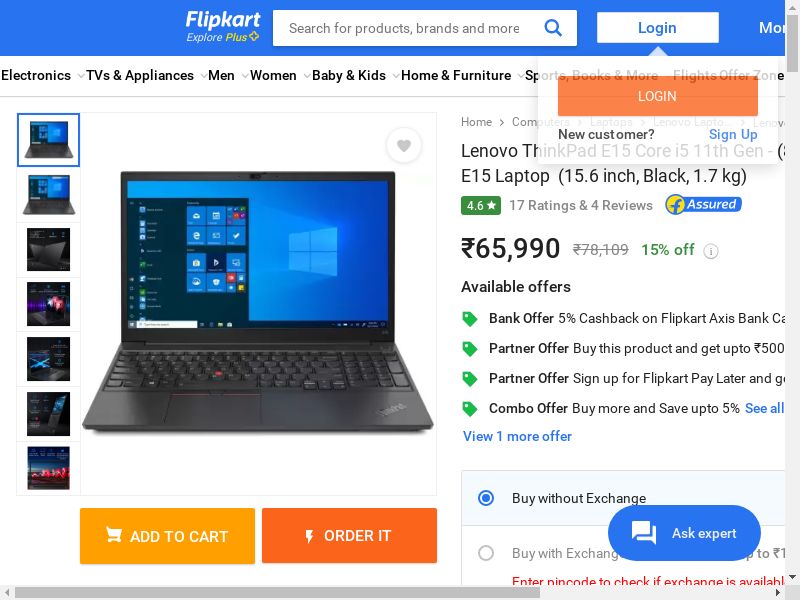 Flipkart
Explore Plus
Search for products, brands and more
Login
Electronics
TVs & Appliances
Men
Women
Baby & Kids
Home & Furniture
Sports, Books & More
Flights
Offer Zone
LOGIN
New customer?
Sign Up
Home
Computers
Laptops
Lenovo Lapto...
Lenovo ThinkPad E15 Core i5 11th Gen - (8
E15 Laptop (15.6 inch, Black, 1.7 kg)
4.6
17 Ratings & 4 Reviews
Assured
₹65,990 ₹78,109 15% off
Available offers
Bank Offer 5% Cashback on Flipkart Axis Bank Ca
Partner Offer Buy this product and get upto ₹500
Partner Offer Sign up for Flipkart Pay Later and ge
Combo Offer Buy more and Save upto 5% See all
View 1 more offer
ThinkPad
ADD TO CART
ORDER IT
Buy without Exchange
Buy with Exchange
Ask expert
Enter pincode to check if exchange is availabl